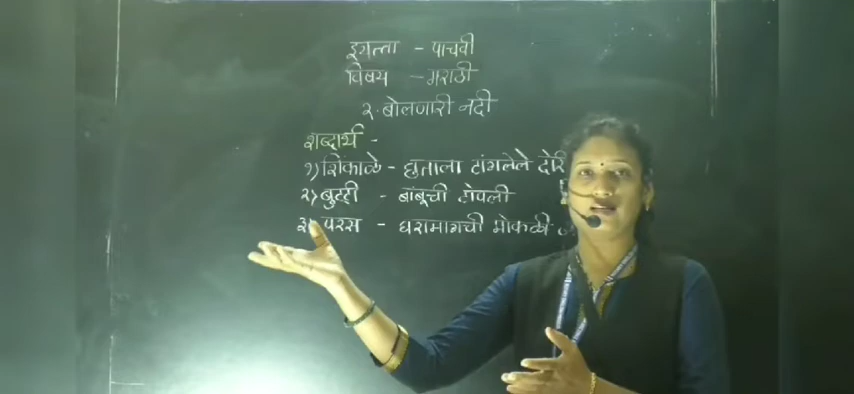 इयत्ता - पाचवी
विषय - मराठी
२. बोलणारी नदी
शब्दार्थ -
१) शिंकाळे - छताला टांगलेले
२) बुट्टी - बांबूची टोपली
३) परस - घरामागची मोकळी